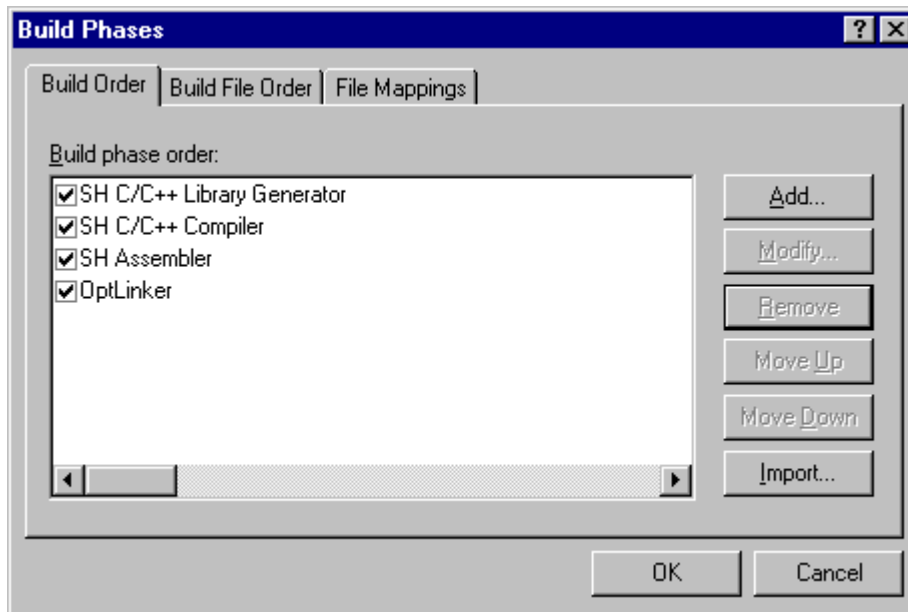 Build Phases
Build Order
Build File Order
File Mappings
Build phase order:
SH C/C++ Library Generator
SH C/C++ Compiler
SH Assembler
OptLinker
Add...
Modify...
Remove
Move Up
Move Down
Import...
OK
Cancel